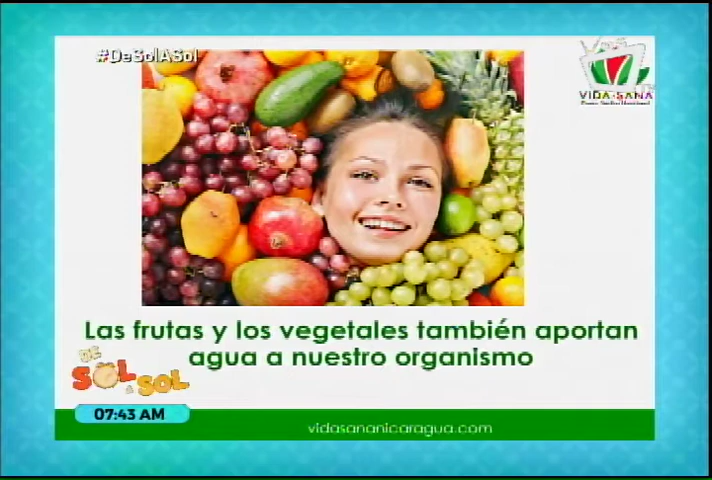 #DeSolASol
VIDA SANA
Las frutas y los vegetales también aportan
agua a nuestro organismo
DE
SOL
A SOL
07:43 AM
vidasananicaragua.com